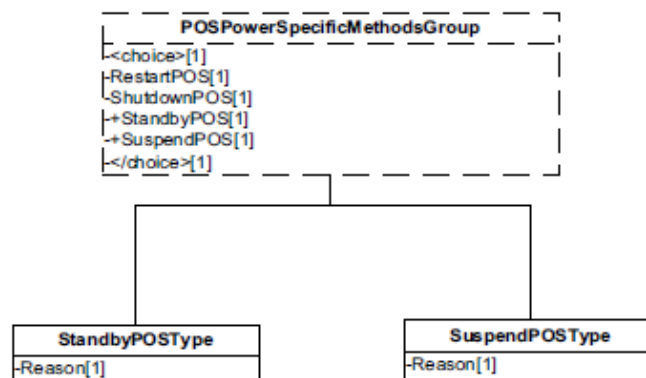 POSPowerSpecificMethodsGroup
-<choice>[1]
-RestartPOS[1]
-ShutdownPOS[1]
-+StandbyPOS[1]
-+SuspendPOS[1]
-</choice>[1]
StandbyPOSType
-Reason[1]
SuspendPOSType
-Reason[1]